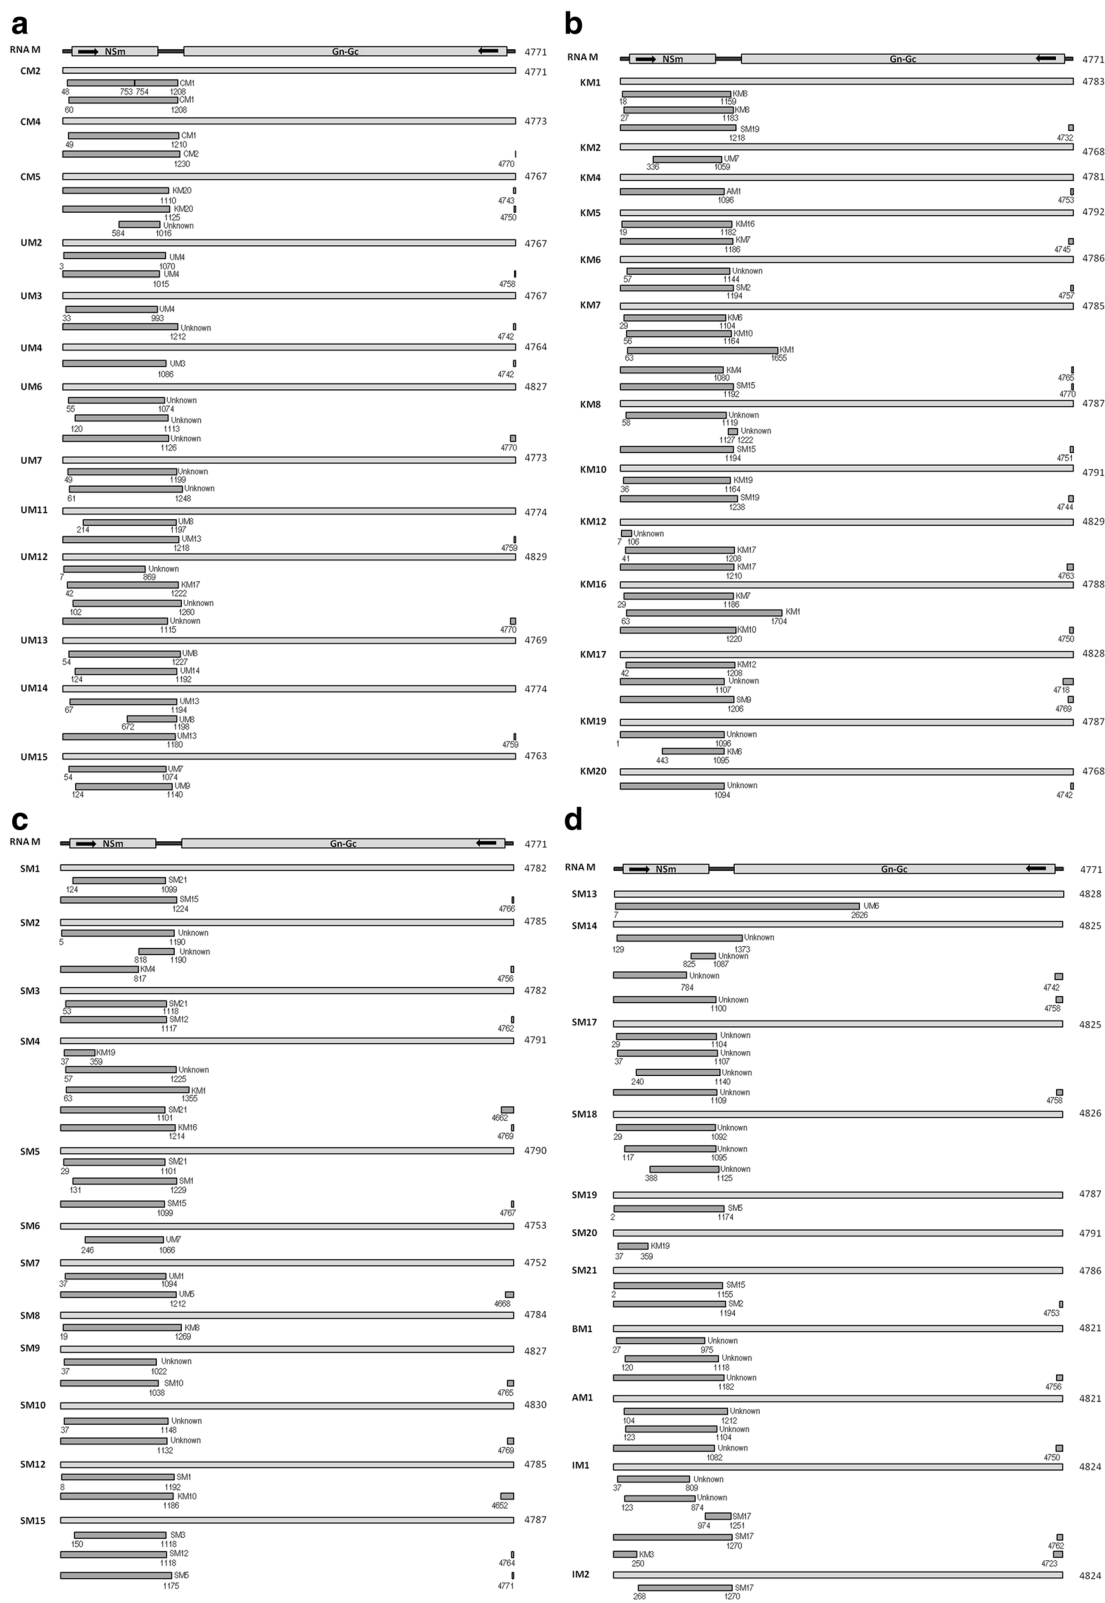 a
RNA M NSm Gn-Gc 4771
CM2 4771
CM1
48 753 754 1208
CM1
60 1208
CM4 4773
CM1
49 1210
CM2
1230 4770
CM5 4767
KM20
1110 4743
KM20
1125 4750
Unknown
584 1016
UM2 4767
UM4
3 1070
UM4
1015 4758
UM3 4767
UM4
33 993
Unknown
1212 4742
UM4 4764
UM3
1086 4742
UM6 4827
Unknown
55 1074
Unknown
120 1113
Unknown
1126 4770
UM7 4773
Unknown
49 1199
Unknown
61 1248
UM11 4774
UM8
214 1197
UM13
1218 4759
UM12 4829
Unknown
7 869
KM17
42 1222
Unknown
102 1260
Unknown
1115 4770
UM13 4769
UM8
54 1227
UM14
124 1192
UM14 4774
UM13
67 1194
UM8
672 1198
UM13
1180 4759
UM15 4763
UM7
54 1074
UM9
124 1140
b
RNA M NSm Gn-Gc 4771
KM1 4783
KM8
18 1159
KM8
27 1183
SM19
1218 4732
KM2 4768
UM7
336 1059
KM4 4781
AM1
1096 4753
KM5 4792
KM16
19 1182
KM7
1186 4745
KM6 4786
Unknown
57 1144
SM2
1194 4757
KM7 4785
KM6
29 1104
KM10
56 1164
KM1
63 1655
KM4
1080 4765
SM15
1192 4770
KM8 4787
Unknown
58 1119
Unknown
1127 1222
SM15
1194 4751
KM10 4791
KM19
36 1164
SM19
1238 4744
KM12 4829
Unknown
7 106
KM17
41 1208
KM17
1210 4763
KM16 4788
KM7
29 1186
KM1
63 1704
KM10
1220 4750
KM17 4828
KM12
42 1208
Unknown
1107 4718
SM9
1206 4769
KM19 4787
Unknown
1 1096
KM6
443 1095
KM20 4768
Unknown
1094 4742
c
RNA M NSm Gn-Gc 4771
SM1 4782
SM21
124 1099
SM15
1224 4766
SM2 4785
Unknown
5 1190
Unknown
818 1190
KM4
817 4756
SM3 4782
SM21
53 1118
SM12
1117 4762
SM4 4791
KM19
37 359
Unknown
57 1225
KM1
63 1355
SM21
1101 4662
KM16
1214 4769
SM5 4790
SM21
29 1101
SM1
131 1229
SM15
1099 4767
SM6 4753
UM7
246 1066
SM7 4752
UM1
37 1094
UM5
1212 4668
SM8 4784
KM8
19 1269
SM9 4827
Unknown
37 1022
SM10
1038 4765
SM10 4830
Unknown
37 1148
Unknown
1132 4769
SM12 4785
SM1
8 1192
KM10
1186 4652
SM15 4787
SM3
150 1118
SM12
1118 4764
SM5
1175 4771
d
RNA M NSm Gn-Gc 4771
SM13 4828
UM6
7 2626
SM14 4825
Unknown
129 1373
Unknown
825 1087
Unknown
784 4742
Unknown
1100 4758
SM17 4825
Unknown
29 1104
Unknown
37 1107
Unknown
240 1140
Unknown
1109 4758
SM18 4826
Unknown
29 1092
Unknown
117 1095
Unknown
388 1125
SM19 4787
SM5
2 1174
SM20 4791
KM19
37 359
SM21 4786
SM15
2 1155
SM2
1194 4753
BM1 4821
Unknown
27 975
Unknown
120 1118
Unknown
1182 4756
AM1 4821
Unknown
104 1212
Unknown
123 1104
Unknown
1082 4750
IM1 4824
Unknown
37 809
Unknown
123 874
SM17
974 1251
SM17
1270 4762
KM3
250 4723
IM2 4824
SM17
268 1270